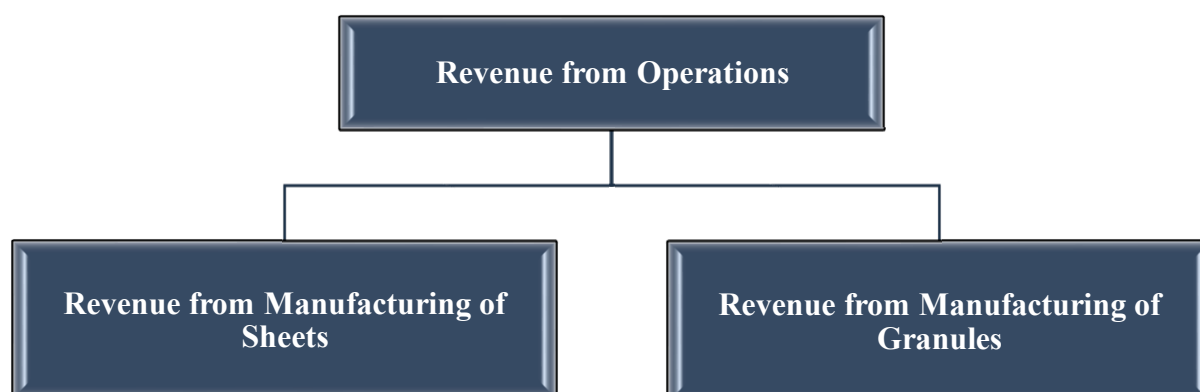 Revenue from Operations
Revenue from Manufacturing of
Sheets
Revenue from Manufacturing of
Granules